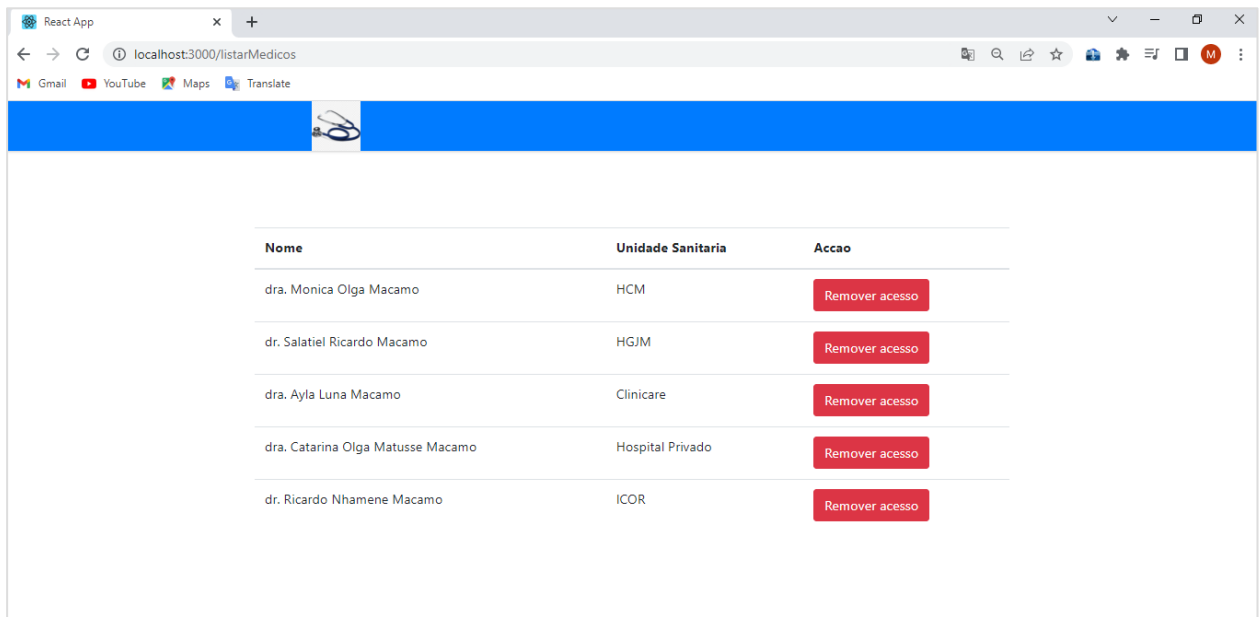 React App
localhost:3000/listarMedicos
M
Gmail YouTube Maps Translate
Nome Unidade Sanitaria Accao
dra. Monica Olga Macamo HCM Remover acesso
dr. Salatiel Ricardo Macamo HGJM Remover acesso
dra. Ayla Luna Macamo Clinicare Remover acesso
dra. Catarina Olga Matusse Macamo Hospital Privado Remover acesso
dr. Ricardo Nhamene Macamo ICOR Remover acesso